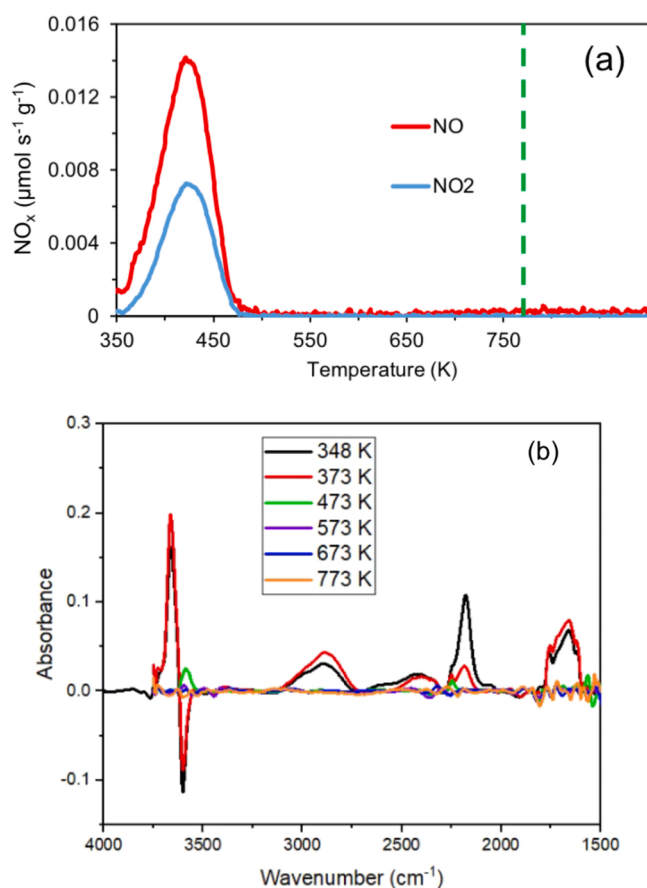 (a)
NOₓ (μmol s⁻¹ g⁻¹)
0.016
0.012
0.008
0.004
0
NO
NO2
350 450 550 650 750
Temperature (K)
(b)
Absorbance
0.3
0.2
0.1
0.0
-0.1
348 K
373 K
473 K
573 K
673 K
773 K
4000 3500 3000 2500 2000 1500
Wavenumber (cm⁻¹)